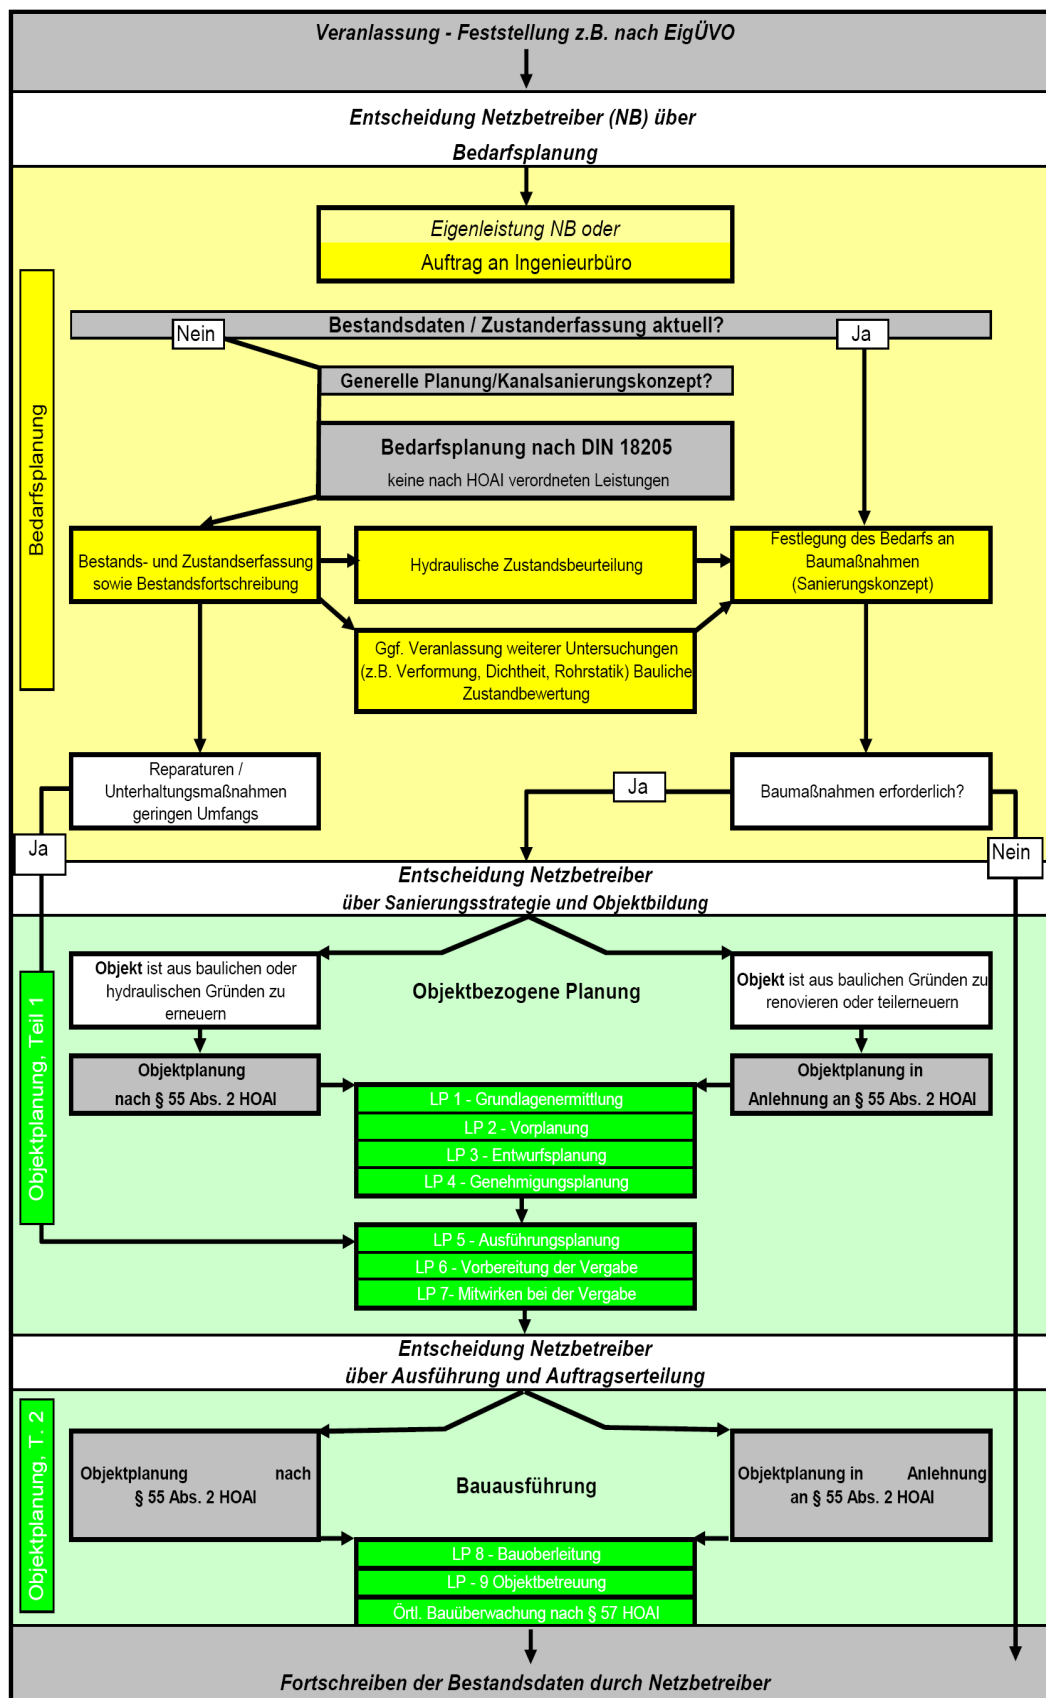 Veranlassung - Feststellung z.B. nach EigÜVO
Entscheidung Netzbetreiber (NB) über
Bedarfsplanung
Eigenleistung NB oder
Auftrag an Ingenieurbüro
Bedarfsplanung
Bestandsdaten / Zustanderfassung aktuell?
Nein
Ja
Generelle Planung/Kanalsanierungskonzept?
Bedarfsplanung nach DIN 18205
keine nach HOAI verordneten Leistungen
Bestands- und Zustandserfassung
sowie Bestandsfortschreibung
Hydraulische Zustandsbeurteilung
Festlegung des Bedarfs an
Baumaßnahmen
(Sanierungskonzept)
Ggf. Veranlassung weiterer Untersuchungen
(z.B. Verformung, Dichtheit, Rohrstatik) Bauliche
Zustandbewertung
Reparaturen /
Unterhaltungsmaßnahmen
geringen Umfangs
Ja
Baumaßnahmen erforderlich?
Ja
Nein
Entscheidung Netzbetreiber
über Sanierungsstrategie und Objektbildung
Objektplanung, Teil 1
Objekt ist aus baulichen oder
hydraulischen Gründen zu
erneuern
Objektbezogene Planung
Objekt ist aus baulichen Gründen zu
renovieren oder teilerneuern
Objektplanung
nach § 55 Abs. 2 HOAI
Objektplanung in
Anlehnung an § 55 Abs. 2 HOAI
LP 1 - Grundlagenermittlung
LP 2 - Vorplanung
LP 3 - Entwurfsplanung
LP 4 - Genehmigungsplanung
LP 5 - Ausführungsplanung
LP 6 - Vorbereitung der Vergabe
LP 7- Mitwirken bei der Vergabe
Entscheidung Netzbetreiber
über Ausführung und Auftragserteilung
Objektplanung, T. 2
Objektplanung nach
§ 55 Abs. 2 HOAI
Bauausführung
Objektplanung in Anlehnung
an § 55 Abs. 2 HOAI
LP 8 - Bauoberleitung
LP - 9 Objektbetreuung
Örtl. Bauüberwachung nach § 57 HOAI
Fortschreiben der Bestandsdaten durch Netzbetreiber